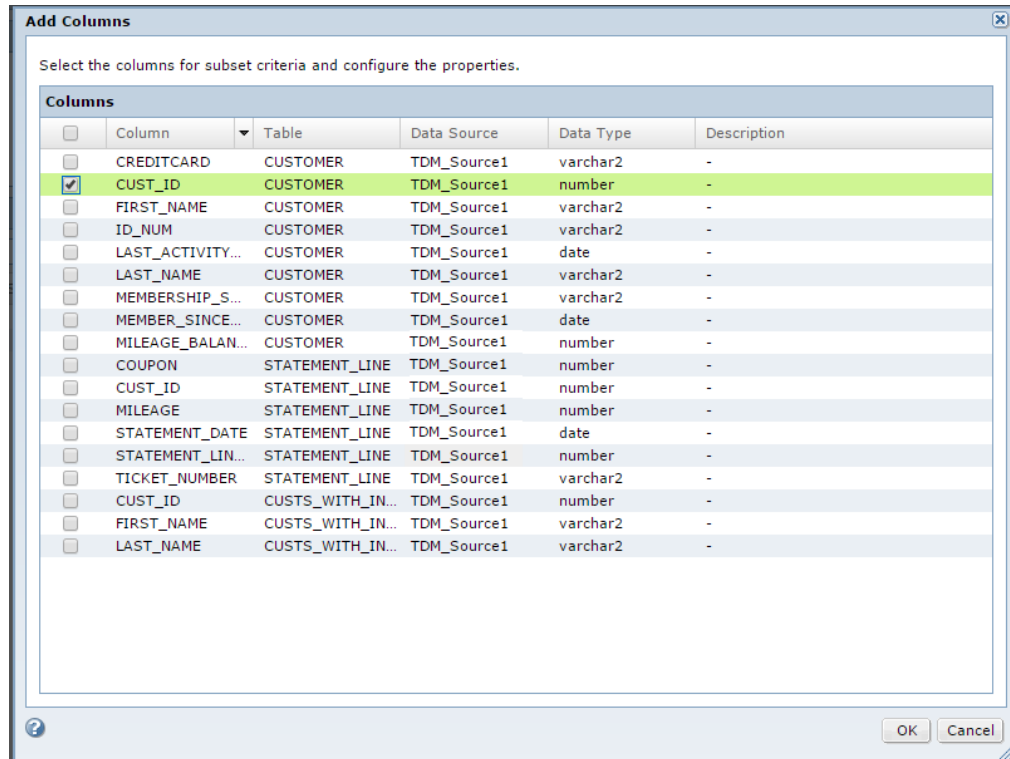 Add Columns
Select the columns for subset criteria and configure the properties.
Columns
Column Table Data Source Data Type Description
CREDITCARD CUSTOMER TDM_Source1 varchar2 -
CUST_ID CUSTOMER TDM_Source1 number -
FIRST_NAME CUSTOMER TDM_Source1 varchar2 -
ID_NUM CUSTOMER TDM_Source1 varchar2 -
LAST_ACTIVITY... CUSTOMER TDM_Source1 date -
LAST_NAME CUSTOMER TDM_Source1 varchar2 -
MEMBERSHIP_S... CUSTOMER TDM_Source1 varchar2 -
MEMBER_SINCE... CUSTOMER TDM_Source1 date -
MILEAGE_BALAN... CUSTOMER TDM_Source1 number -
COUPON STATEMENT_LINE TDM_Source1 number -
CUST_ID STATEMENT_LINE TDM_Source1 number -
MILEAGE STATEMENT_LINE TDM_Source1 number -
STATEMENT_DATE STATEMENT_LINE TDM_Source1 date -
STATEMENT_LIN... STATEMENT_LINE TDM_Source1 number -
TICKET_NUMBER STATEMENT_LINE TDM_Source1 varchar2 -
CUST_ID CUSTS_WITH_IN... TDM_Source1 number -
FIRST_NAME CUSTS_WITH_IN... TDM_Source1 varchar2 -
LAST_NAME CUSTS_WITH_IN... TDM_Source1 varchar2 -
? OK Cancel